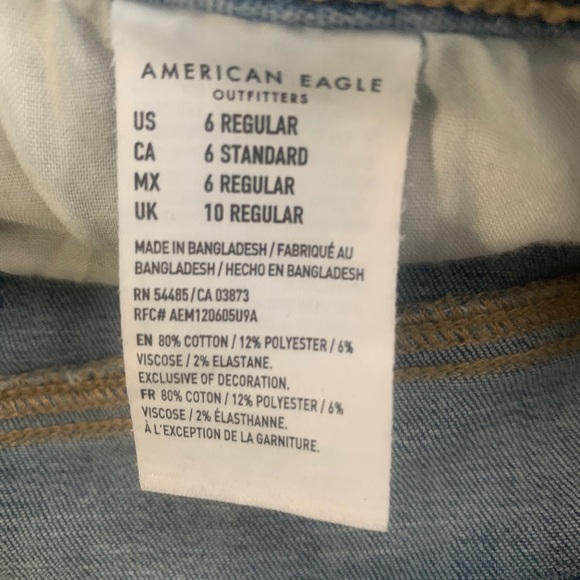 AMERICAN EAGLE
OUTFITTERS
US 6 REGULAR
CA 6 STANDARD
MX 6 REGULAR
UK 10 REGULAR
MADE IN BANGLADESH / FABRIQUÉ AU
BANGLADESH / HECHO EN BANGLADESH
RN 54485 / CA 03873
RFC# AEM120605U9A
EN 80% COTTON / 12% POLYESTER / 6%
VISCOSE / 2% ELASTANE.
EXCLUSIVE OF DECORATION.
FR 80% COTON / 12% POLYESTER / 6%
VISCOSE / 2% ÉLASTHANNE.
À L'EXCEPTION DE LA GARNITURE.